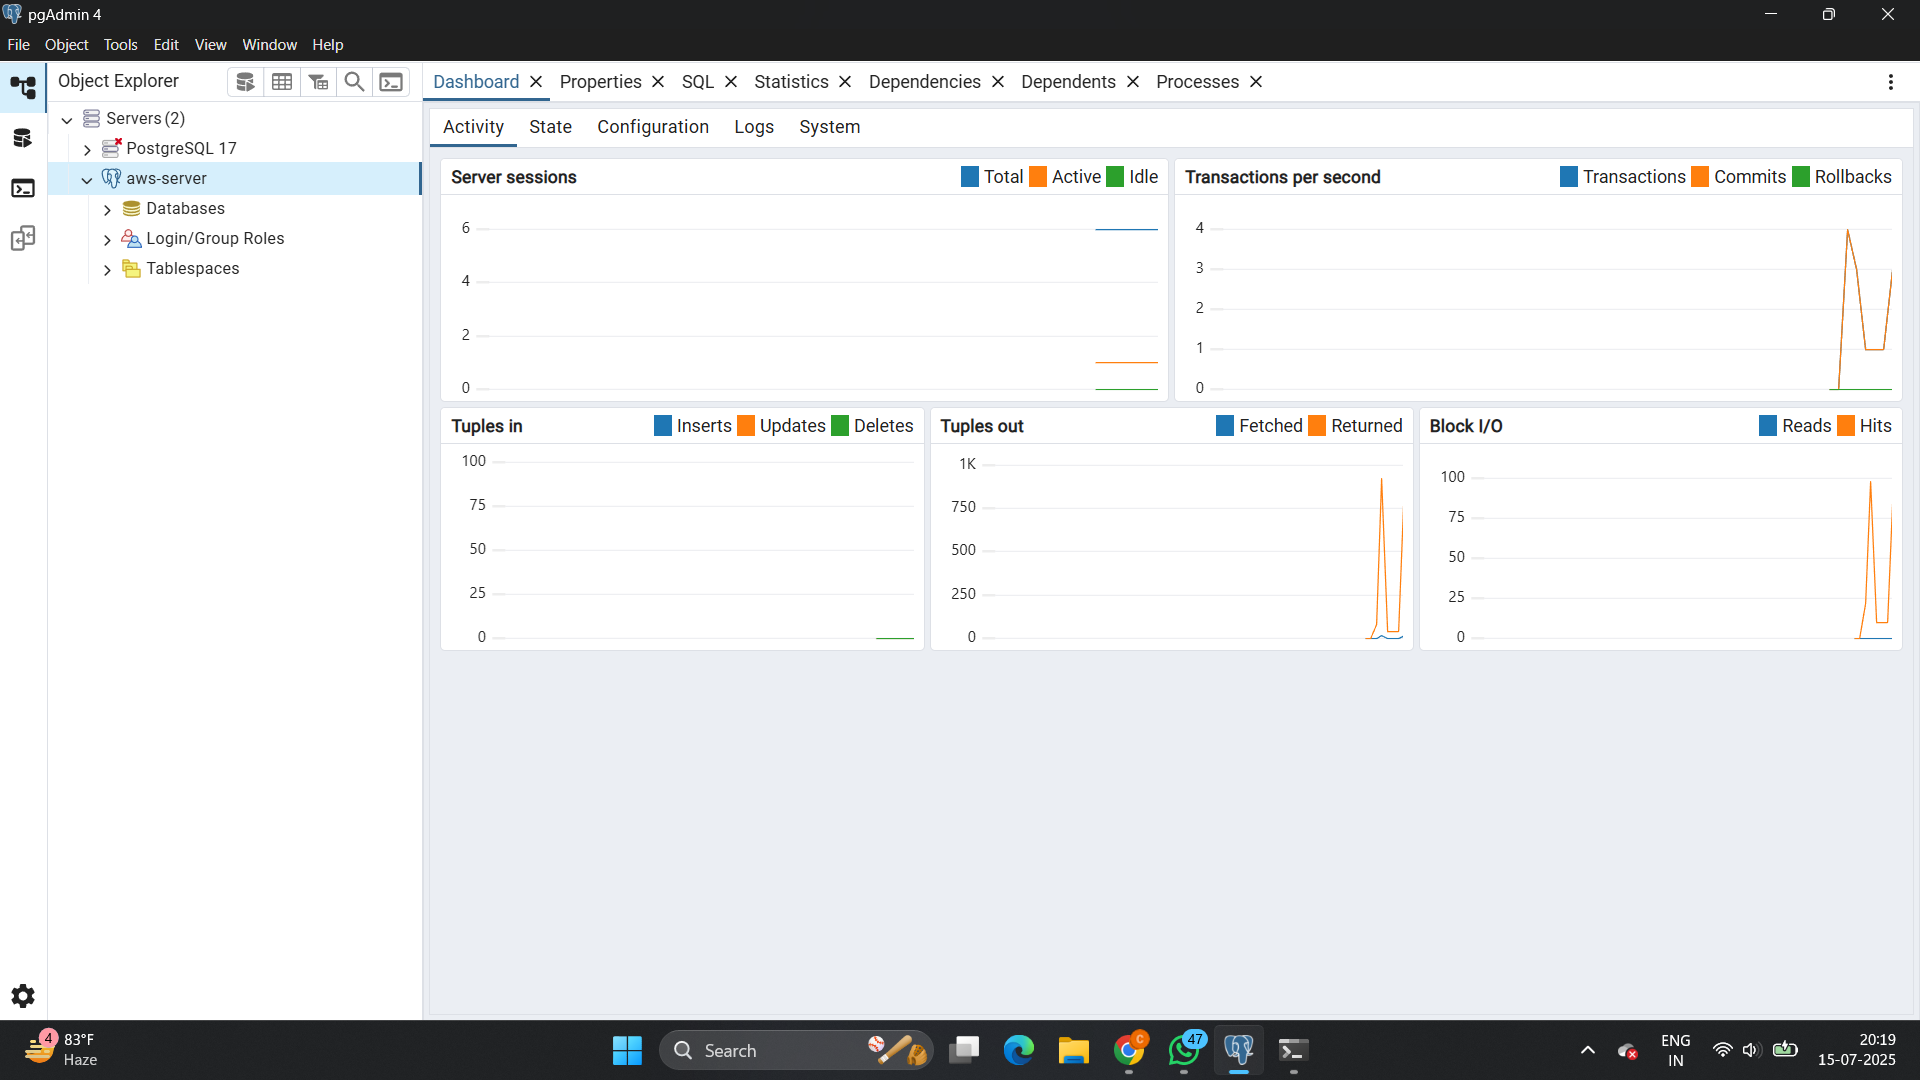 pgAdmin 4
File Object Tools Edit View Window Help
Object Explorer
Servers (2)
PostgreSQL 17
aws-server
Databases
Login/Group Roles
Tablespaces
Dashboard Properties SQL Statistics Dependencies Dependents Processes
Activity State Configuration Logs System
Server sessions Total Active Idle
6
4
2
0
Transactions per second Transactions Commits Rollbacks
4
3
2
1
0
Tuples in Inserts Updates Deletes
100
75
50
25
0
Tuples out Fetched Returned
1K
750
500
250
0
Block I/O Reads Hits
100
75
50
25
0
4
83°F
Haze
Search
C
47
ENG
IN
20:19
15-07-2025